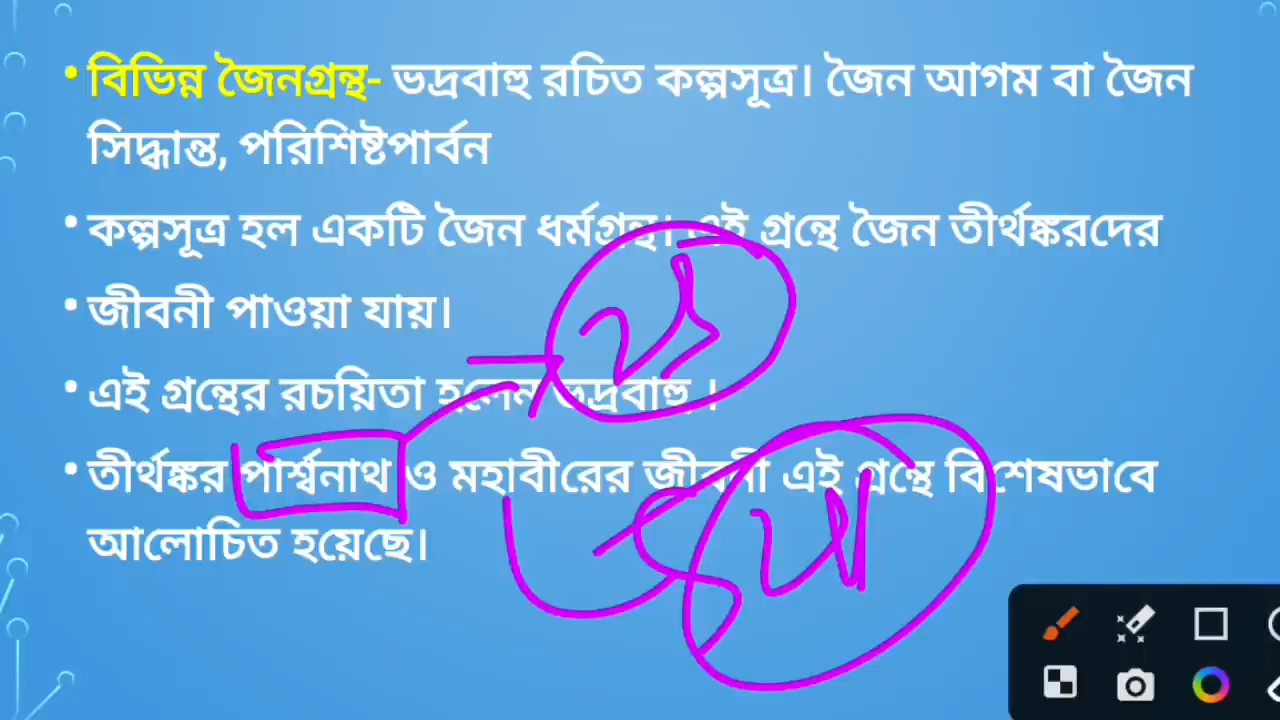 • বিভিন্ন জৈনগ্রন্থ- ভদ্রবাহু রচিত কল্পসূত্র। জৈন আগম বা জৈন
সিদ্ধান্ত, পরিশিষ্টপার্বন
• কল্পসূত্র হল একটি জৈন ধর্মগ্রন্থ। এই গ্রন্থে জৈন তীর্থঙ্করদের
• জীবনী পাওয়া যায়।
• এই গ্রন্থের রচয়িতা হলেন ভদ্রবাহু ।
• তীর্থঙ্কর পার্শ্বনাথ ও মহাবীরের জীবনী এই গ্রন্থে বিশেষভাবে
আলোচিত হয়েছে।